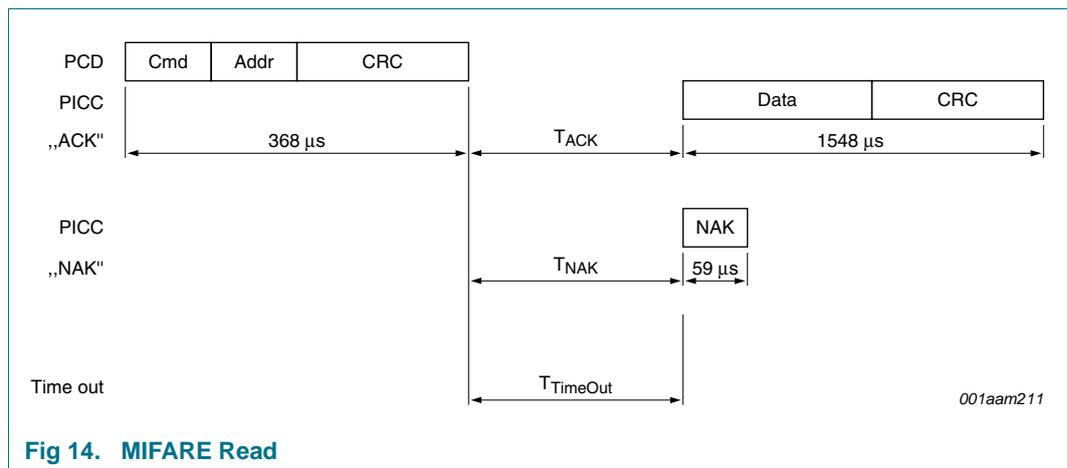 PCD Cmd Addr CRC
PICC Data CRC
„ACK" 368 µs TACK 1548 µs
PICC NAK
„NAK" TNAK 59 µs
Time out TTimeOut 001aam211
Fig 14. MIFARE Read